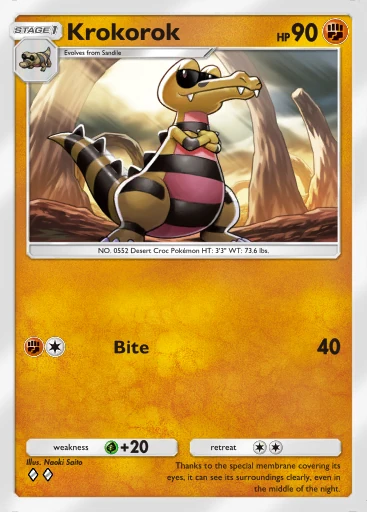 STAGE 1
Krokorok
HP 90
Evolves from Sandile
NO. 0552 Desert Croc Pokémon HT: 3'3" WT: 73.6 lbs.
Bite 40
weakness +20 retreat
Illus. Naoki Saito
Thanks to the special membrane covering its
eyes, it can see its surroundings clearly, even in
the middle of the night.